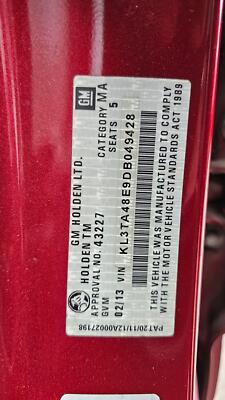 GM
GM HOLDEN LTD. CATEGORY MA
HOLDEN TM SEATS 5
APPROVAL NO. 43227
GVM
02/13 VIN KL3TA48E9DB049428
THIS VEHICLE WAS MANUFACTURED TO COMPLY WITH
THE MOTOR VEHICLE STANDARDS ACT 1989
PAT20/11/12A00027198